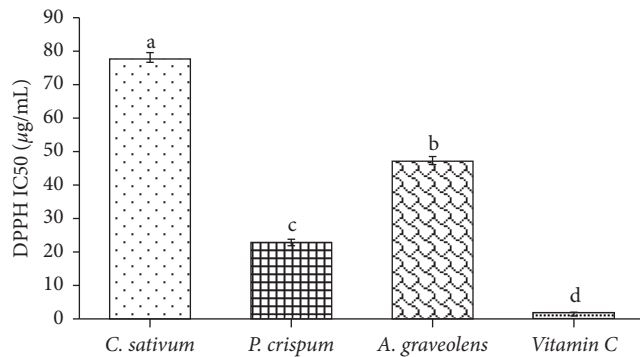 DPPH IC50 (μg/mL)
90
80
70
60
50
40
30
20
10
0
a
c
b
d
C. sativum
P. crispum
A. graveolens
Vitamin C